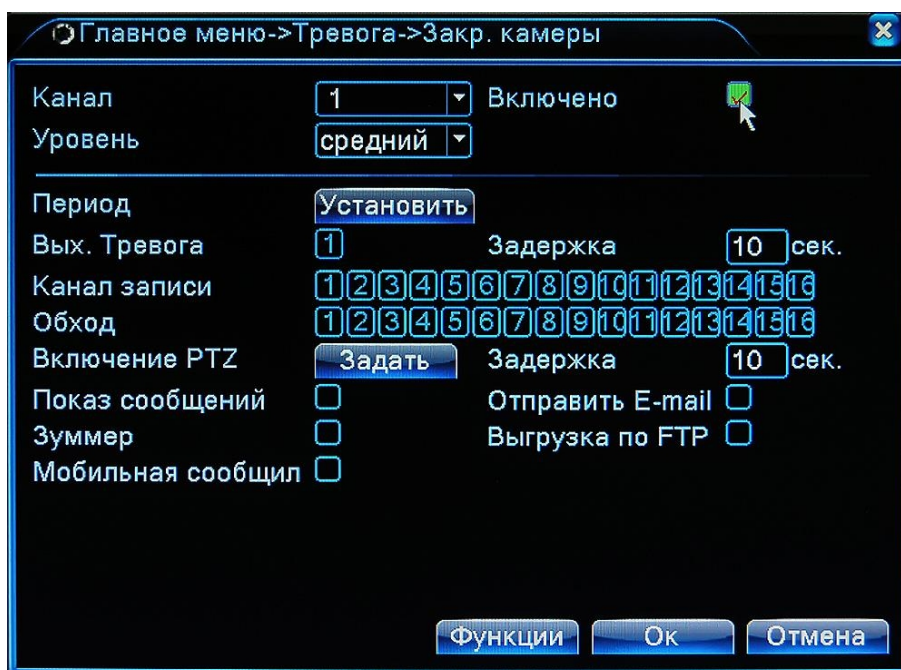 Главное меню->Тревога->Закр. камеры
Канал 1 Включено
Уровень средний
Период Установить
Вых. Тревога 1 Задержка 10 сек.
Канал записи 1 2 3 4 5 6 7 8 9 10 11 12 13 14 15 16
Обход 1 2 3 4 5 6 7 8 9 10 11 12 13 14 15 16
Включение PTZ Задать Задержка 10 сек.
Показ сообщений Отправить E-mail
Зуммер Выгрузка по FTP
Мобильная сообщил
Функции Ок Отмена